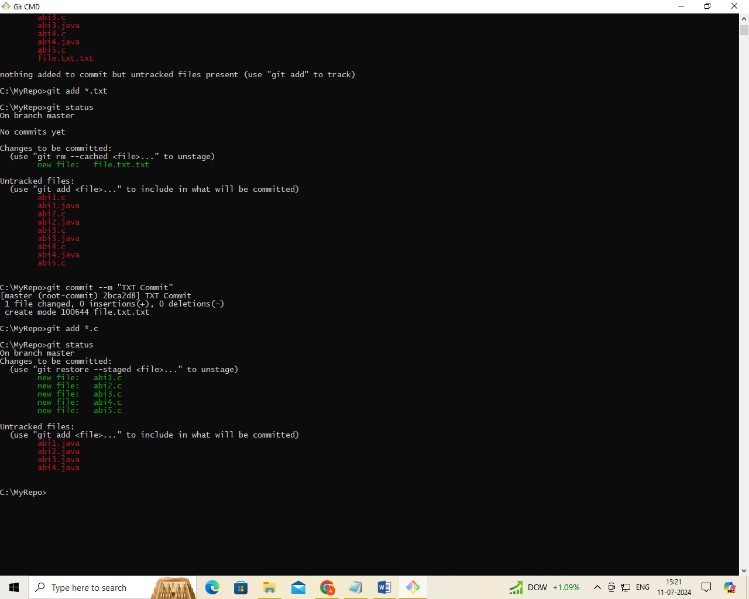 Git CMD
abi3.c
abi3.java
abi4.c
abi4.java
abi5.c
file.txt.txt
nothing added to commit but untracked files present (use "git add" to track)
C:\MyRepo>git add *.txt
C:\MyRepo>git status
On branch master
No commits yet
Changes to be committed:
(use "git rm --cached <file>..." to unstage)
new file:   file.txt.txt
Untracked files:
(use "git add <file>..." to include in what will be committed)
abi1.c
abi1.java
abi2.c
abi2.java
abi3.c
abi3.java
abi4.c
abi4.java
abi5.c
C:\MyRepo>git commit --m "TXT Commit"
[master (root-commit) 2bca2d8] TXT Commit
1 file changed, 0 insertions(+), 0 deletions(-)
create mode 100644 file.txt.txt
C:\MyRepo>git add *.c
C:\MyRepo>git status
On branch master
Changes to be committed:
(use "git restore --staged <file>..." to unstage)
new file:   abi1.c
new file:   abi2.c
new file:   abi3.c
new file:   abi4.c
new file:   abi5.c
Untracked files:
(use "git add <file>..." to include in what will be committed)
abi1.java
abi2.java
abi3.java
abi4.java
C:\MyRepo>
Type here to search
DOW +1.09%
ENG
15:21
11-07-2024